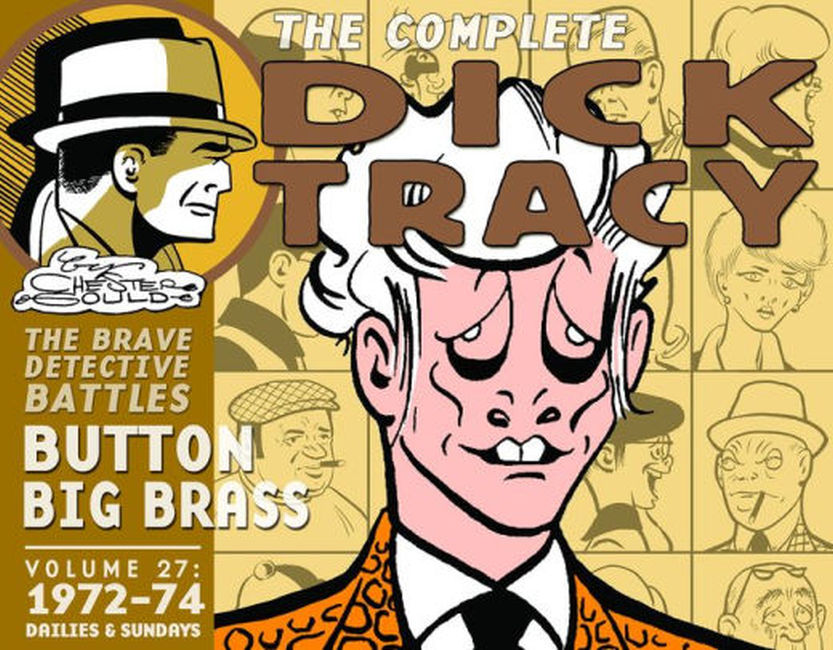 THE COMPLETE
DICK
TRACY
BY
CHESTER
GOULD
THE BRAVE
DETECTIVE
BATTLES
BUTTON
BIG BRASS
VOLUME 27:
1972-74
DAILIES & SUNDAYS